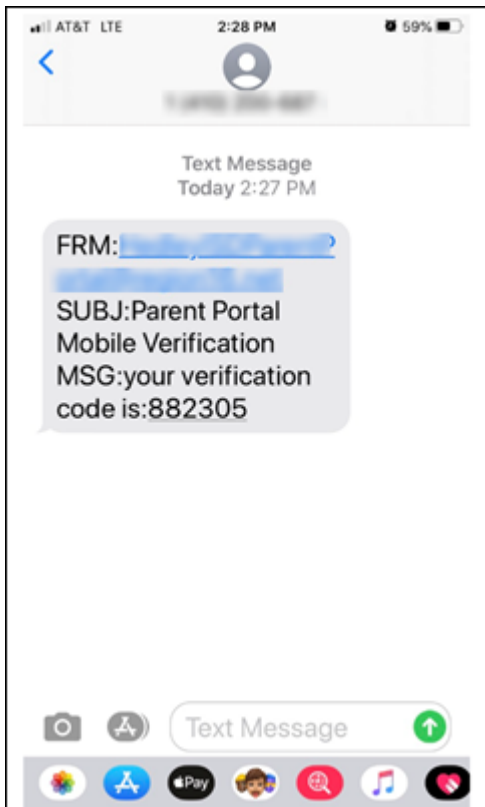 AT&T LTE 2:28 PM 59%
Text Message
Today 2:27 PM
FRM:
SUBJ:Parent Portal
Mobile Verification
MSG:your verification
code is:882305
Text Message
Pay